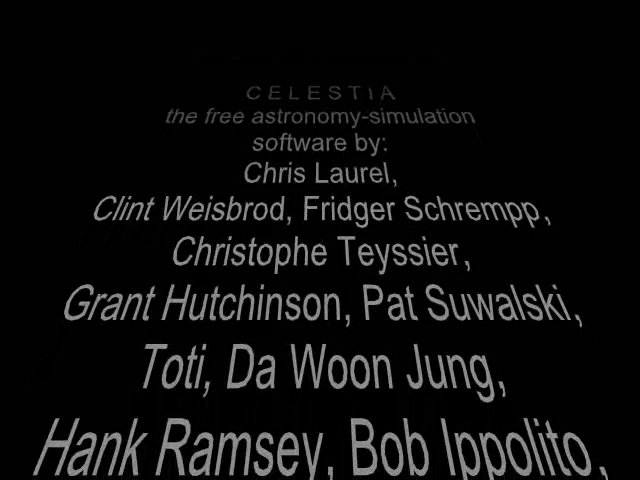 CELESTIA
the free astronomy-simulation
software by:
Chris Laurel,
Clint Weisbrod, Fridger Schrempp,
Christophe Teyssier,
Grant Hutchinson, Pat Suwalski,
Toti, Da Woon Jung,
Hank Ramsey, Bob Ippolito,